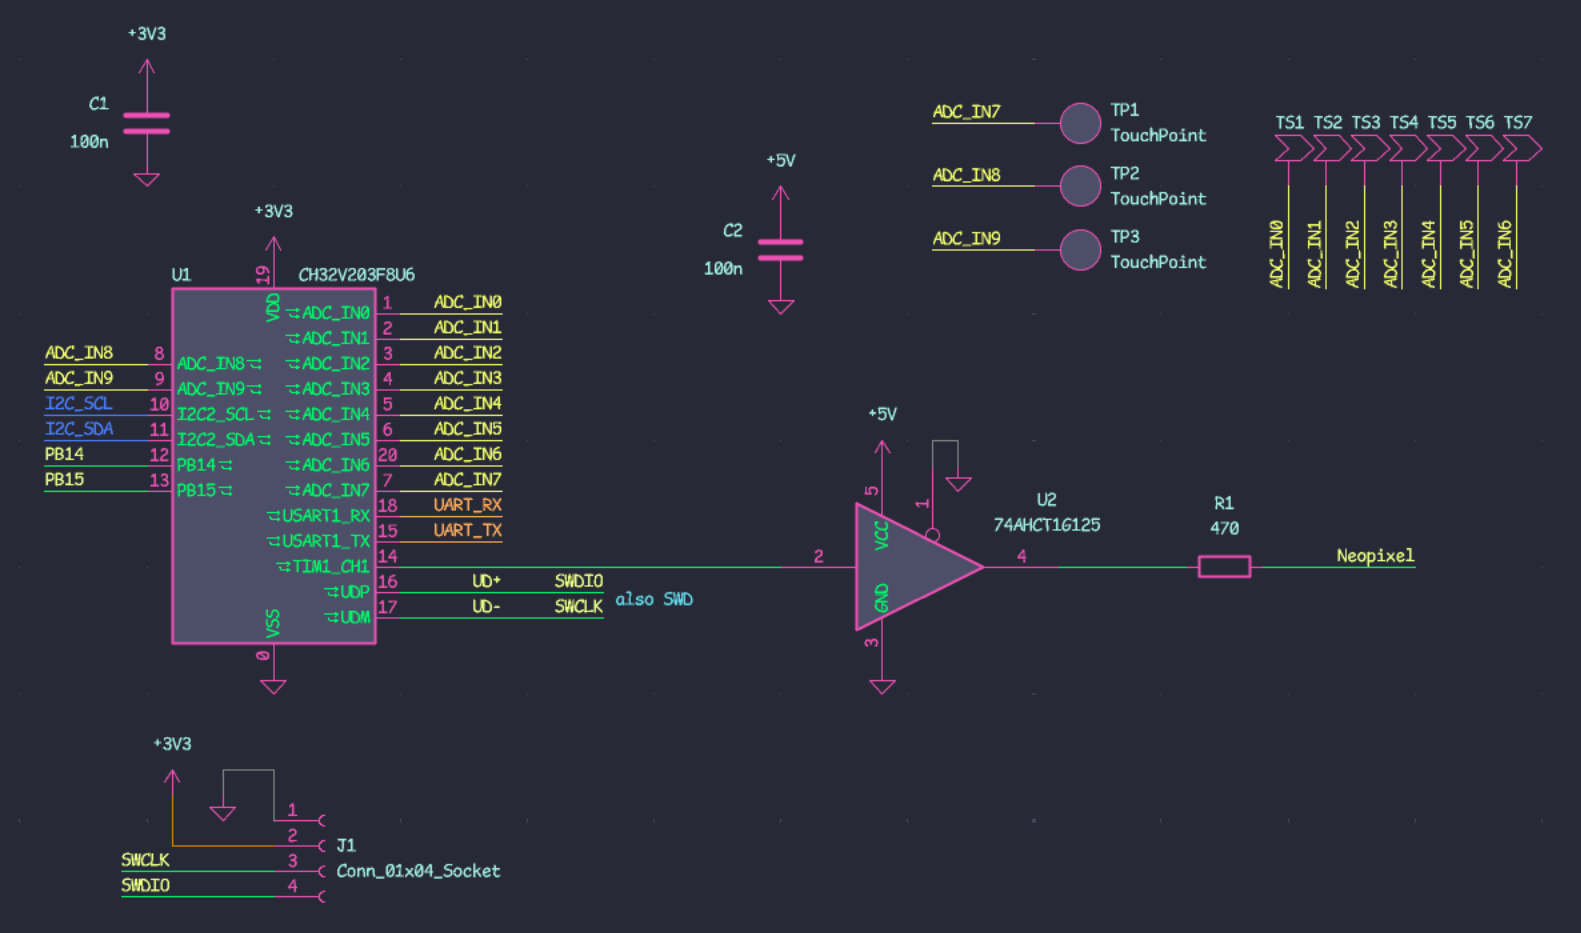 +3V3
C1
100n
+3V3
U1
CH32V203F8U6
19
VDD
ADC_IN8 8 ADC_IN8
ADC_IN9 9 ADC_IN9
I2C_SCL 10 I2C2_SCL
I2C_SDA 11 I2C2_SDA
PB14 12 PB14
PB15 13 PB15
ADC_IN0 1 ADC_IN0
ADC_IN1 2 ADC_IN1
ADC_IN2 3 ADC_IN2
ADC_IN3 4 ADC_IN3
ADC_IN4 5 ADC_IN4
ADC_IN5 6 ADC_IN5
ADC_IN6 20 ADC_IN6
ADC_IN7 7 ADC_IN7
USART1_RX 18 UART_RX
USART1_TX 15 UART_TX
TIM1_CH1 14
UDP 16 UD+ SWDIO
UDM 17 UD- SWCLK
also SWD
VSS
0
+5V
C2
100n
ADC_IN7
TP1
TouchPoint
ADC_IN8
TP2
TouchPoint
ADC_IN9
TP3
TouchPoint
TS1 TS2 TS3 TS4 TS5 TS6 TS7
ADC_IN0
ADC_IN1
ADC_IN2
ADC_IN3
ADC_IN4
ADC_IN5
ADC_IN6
+5V
5
1
VCC
2
GND
3
4
U2
74AHCT1G125
R1
470
Neopixel
+3V3
1
2
SWCLK 3
SWDIO 4
J1
Conn_01x04_Socket